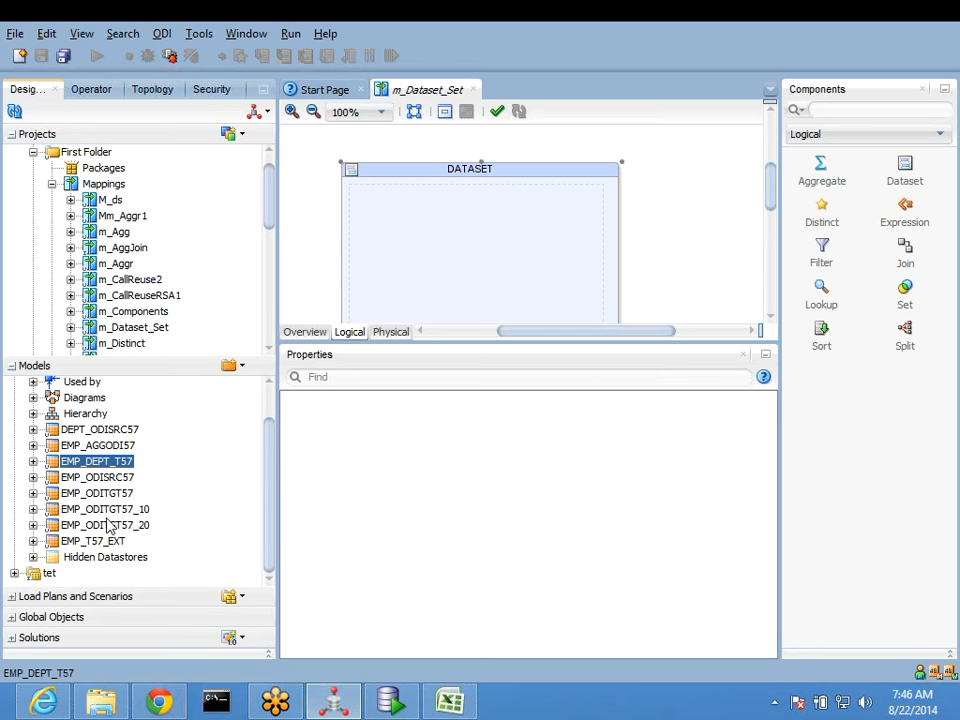 File Edit View Search ODI Tools Window Run Help
Desig... Operator Topology Security
Start Page m_Dataset_Set
Components
100%
Projects
Logical
First Folder
Packages
Mappings
M_ds
Mm_Aggr1
m_Agg
m_AggJoin
m_Aggr
m_CallReuse2
m_CallReuseRSA1
m_Components
m_Dataset_Set
m_Distinct
DATASET
Aggregate Dataset
Distinct Expression
Filter Join
Lookup Set
Sort Split
Overview Logical Physical
Models
Used by
Diagrams
Hierarchy
DEPT_ODISRC57
EMP_AGGODI57
EMP_DEPT_T57
EMP_ODISRC57
EMP_ODITGT57
EMP_ODITGT57_10
EMP_T57_EXT
Hidden Datastores
tet
Load Plans and Scenarios
Global Objects
Solutions
Properties
Find
EMP_DEPT_T57
7:46 AM
8/22/2014